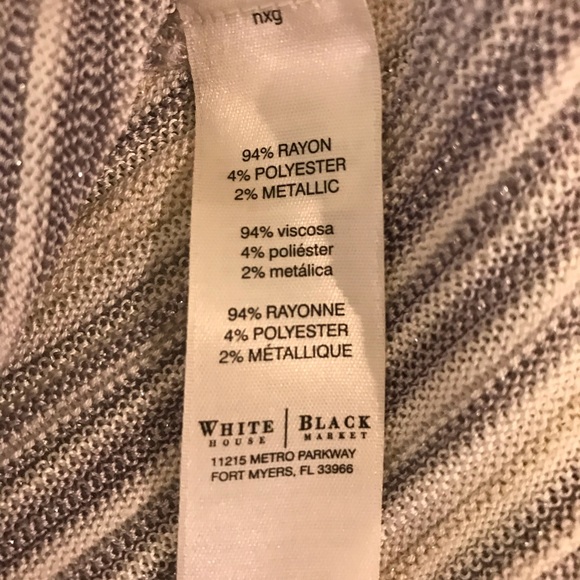 nxg
94% RAYON
4% POLYESTER
2% METALLIC
94% viscosa
4% poliéster
2% metálica
94% RAYONNE
4% POLYESTER
2% MÉTALLIQUE
WHITE | BLACK
HOUSE MARKET
11215 METRO PARKWAY
FORT MYERS, FL 33966